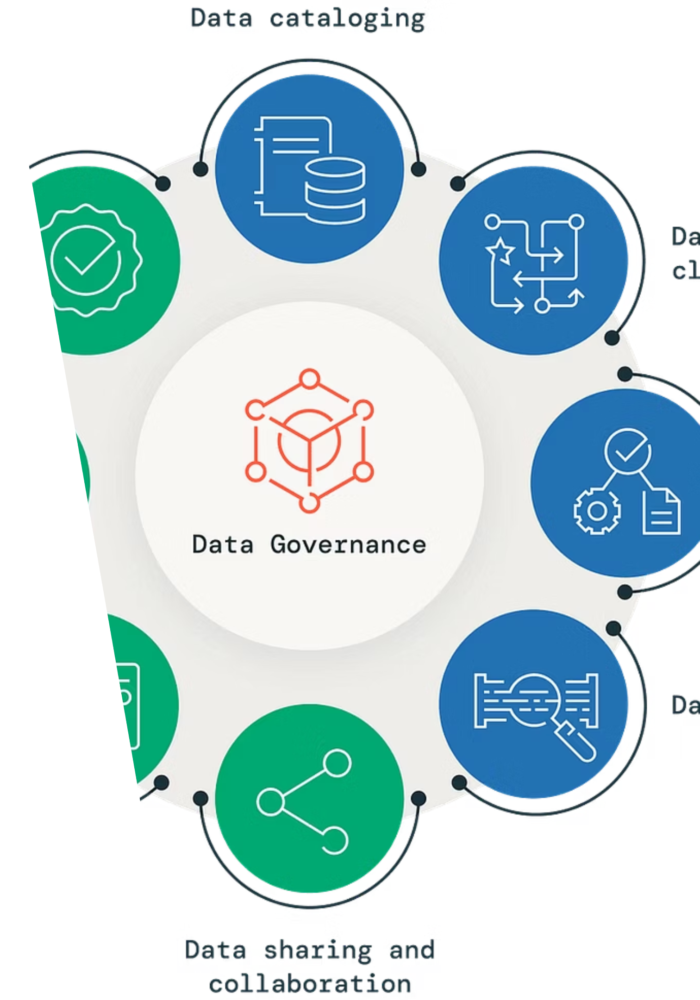 Data cataloging
Data Governance
Data sharing and
collaboration